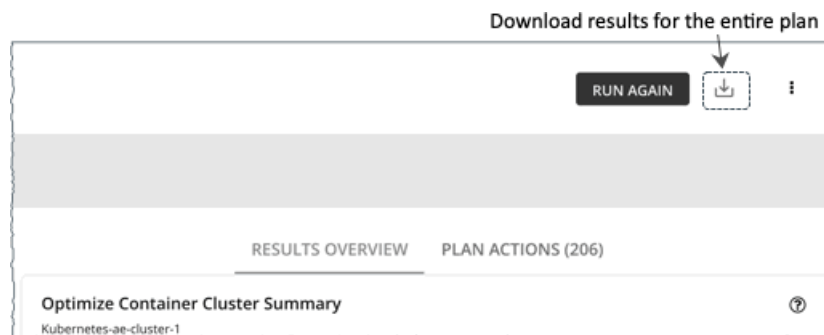 Download results for the entire plan
RUN AGAIN
RESULTS OVERVIEW PLAN ACTIONS (206)
Optimize Container Cluster Summary
Kubernetes-ae-cluster-1